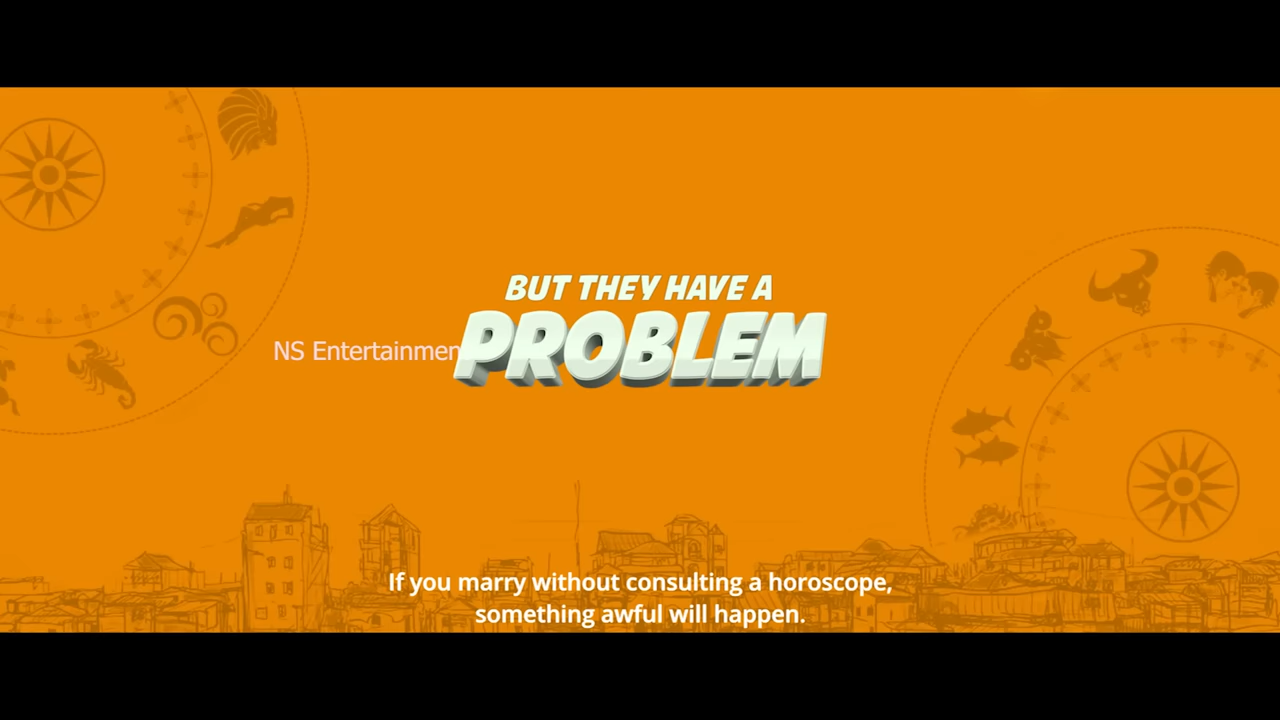 BUT THEY HAVE A
PROBLEM
NS Entertainmen
If you marry without consulting a horoscope,
something awful will happen.